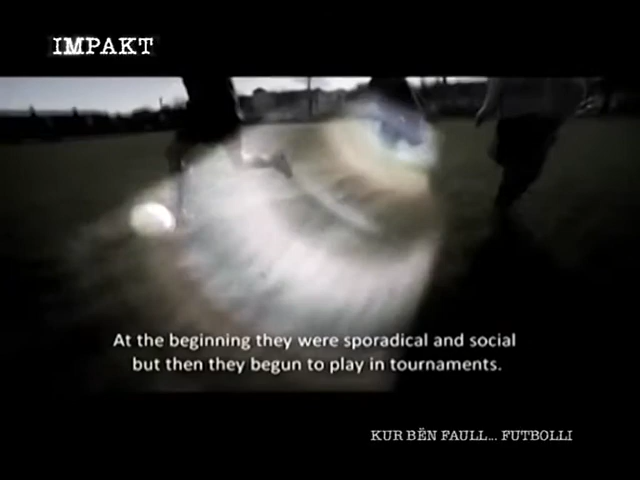 IMPAKT
At the beginning they were sporadical and social
but then they begun to play in tournaments.
KUR BËN FAULL... FUTBOLLI